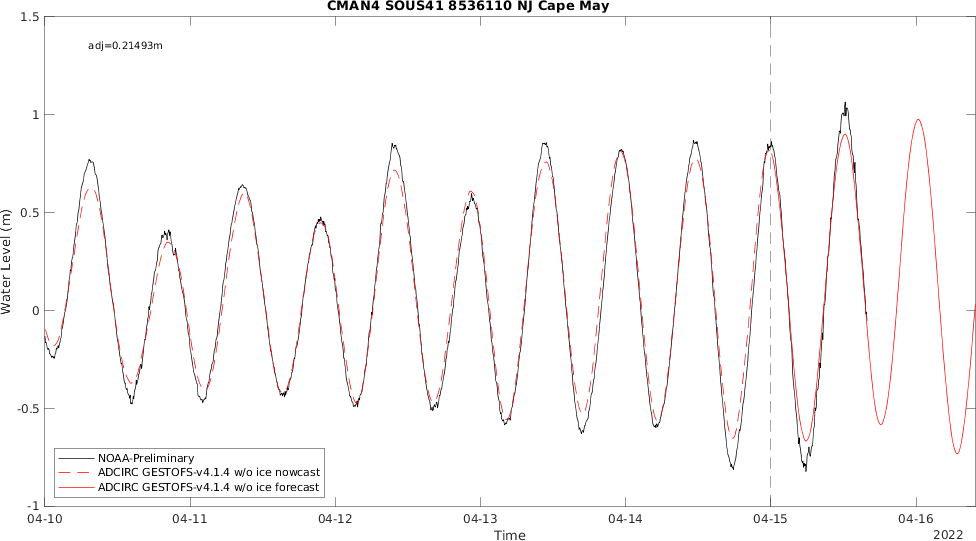 CMAN4 SOUS41 8536110 NJ Cape May
adj=0.21493m
1.5
1
0.5
0
-0.5
-1
Water Level (m)
NOAA-Preliminary
ADCIRC GESTOFS-v4.1.4 w/o ice nowcast
ADCIRC GESTOFS-v4.1.4 w/o ice forecast
04-10 04-11 04-12 04-13 04-14 04-15 04-16
Time
2022